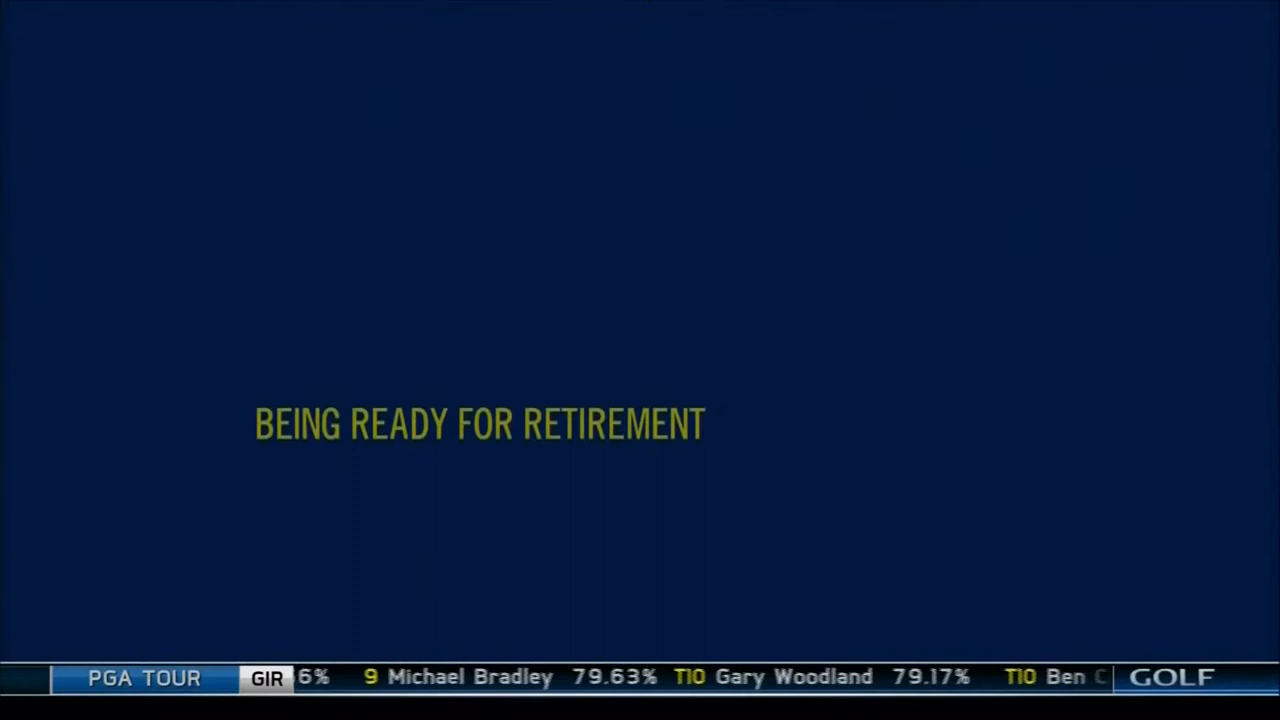 BEING READY FOR RETIREMENT
PGA TOUR GIR 6% 9 Michael Bradley 79.63% T10 Gary Woodland 79.17% T10 Ben GOLF